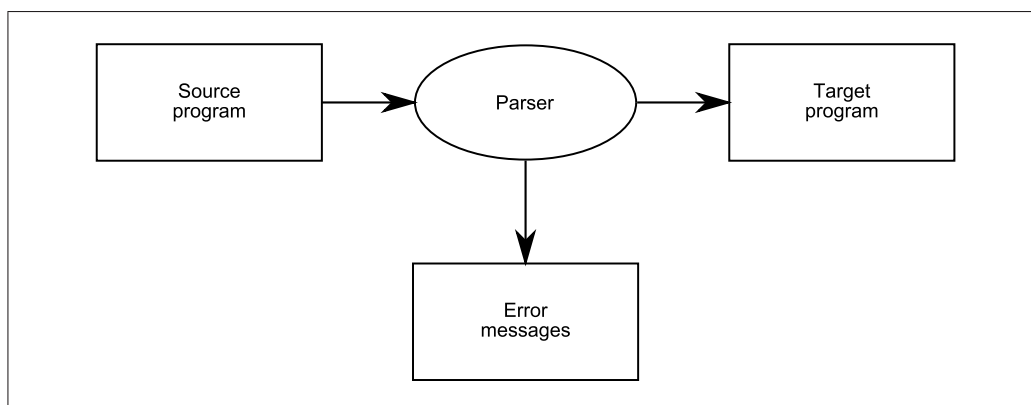 Source
program
Parser
Target
program
Error
messages